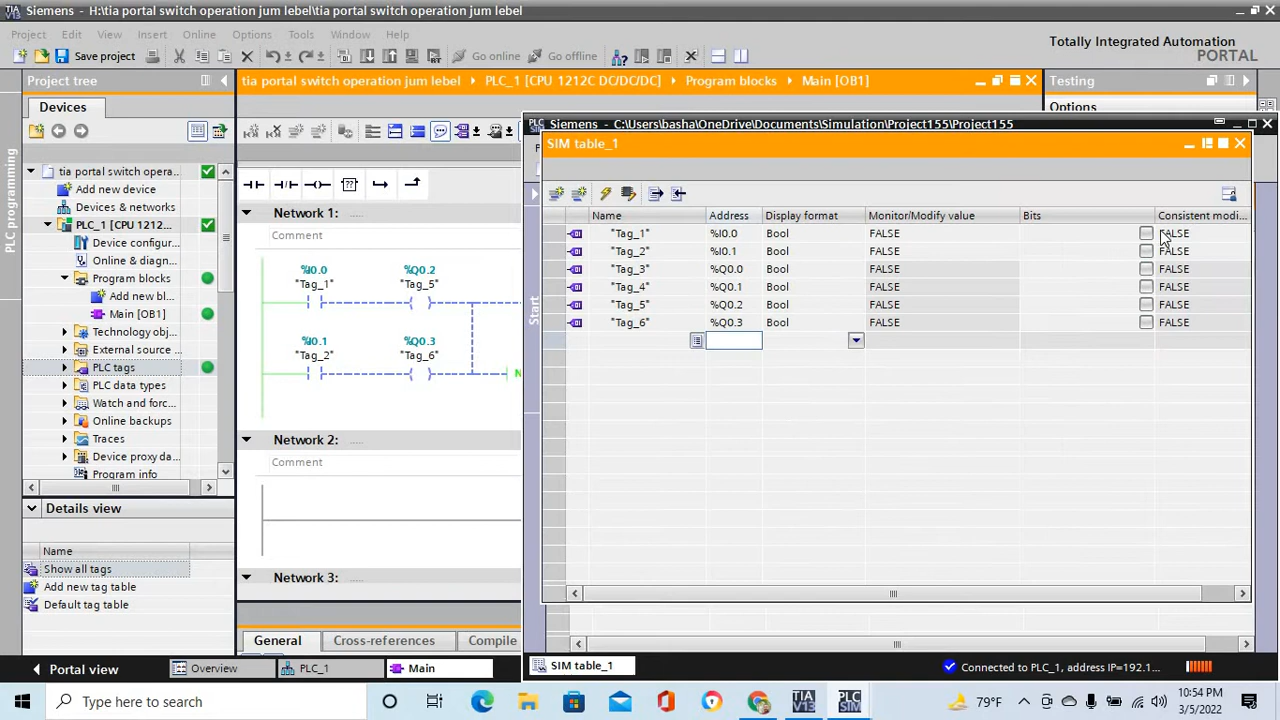 Siemens - tia portal switch operation jum lebel\tia portal switch operation jum lebel
TIA
V13
Project Edit View Insert Online Options Tools Window Help
Totally Integrated Automation
PORTAL
Save project
Go online
Go offline
Project tree
tia portal switch operation jum lebel
PLC_1 [CPU 1212C DC/DC/DC]
Program blocks
Main [OB1]
Testing
Devices
Options
PLC programming
tia portal switch opera...
Add new device
Devices & networks
PLC_1 [CPU 1212...
Device configur...
Online & diagn...
Program blocks
Add new bl...
Main [OB1]
Technology obj...
External source ...
PLC tags
PLC data types
Watch and forc...
Online backups
Traces
Device proxy da...
Program info
Details view
Name
Show all tags
Add new tag table
Default tag table
??
Network 1:
.....
Comment
%I0.0
"Tag_1"
%Q0.2
"Tag_5"
%I0.1
"Tag_2"
%Q0.3
"Tag_6"
Network 2:
.....
Comment
Network 3:
.....
General
Cross-references
Compile
PLC
SIM
Siemens - C:\Users\basha\OneDrive\Documents\Simulation\Project155\Project155
SIM table_1
Start
Name Address Display format Monitor/Modify value Bits Consistent modi...
"Tag_1" %I0.0 Bool FALSE FALSE
"Tag_2" %I0.1 Bool FALSE FALSE
"Tag_3" %Q0.0 Bool FALSE FALSE
"Tag_4" %Q0.1 Bool FALSE FALSE
"Tag_5" %Q0.2 Bool FALSE FALSE
"Tag_6" %Q0.3 Bool FALSE FALSE
SIM table_1
Connected to PLC_1, address IP=192.1...
Portal view
Overview
PLC_1
Main
Type here to search
TIA
V13
PLC
SIM
79°F
10:54 PM
3/5/2022